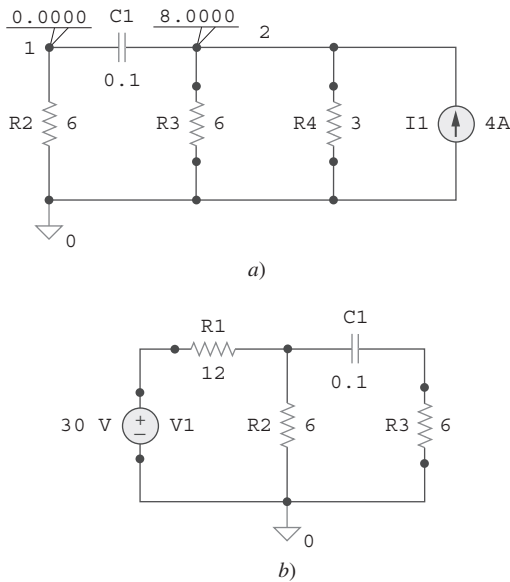 0.0000 C1 8.0000
1 2
0.1
R2 6 R3 6 R4 3 I1 4A
0
a)
C1
R1
12 0.1
30 V + − V1 R2 6 R3 6
0
b)